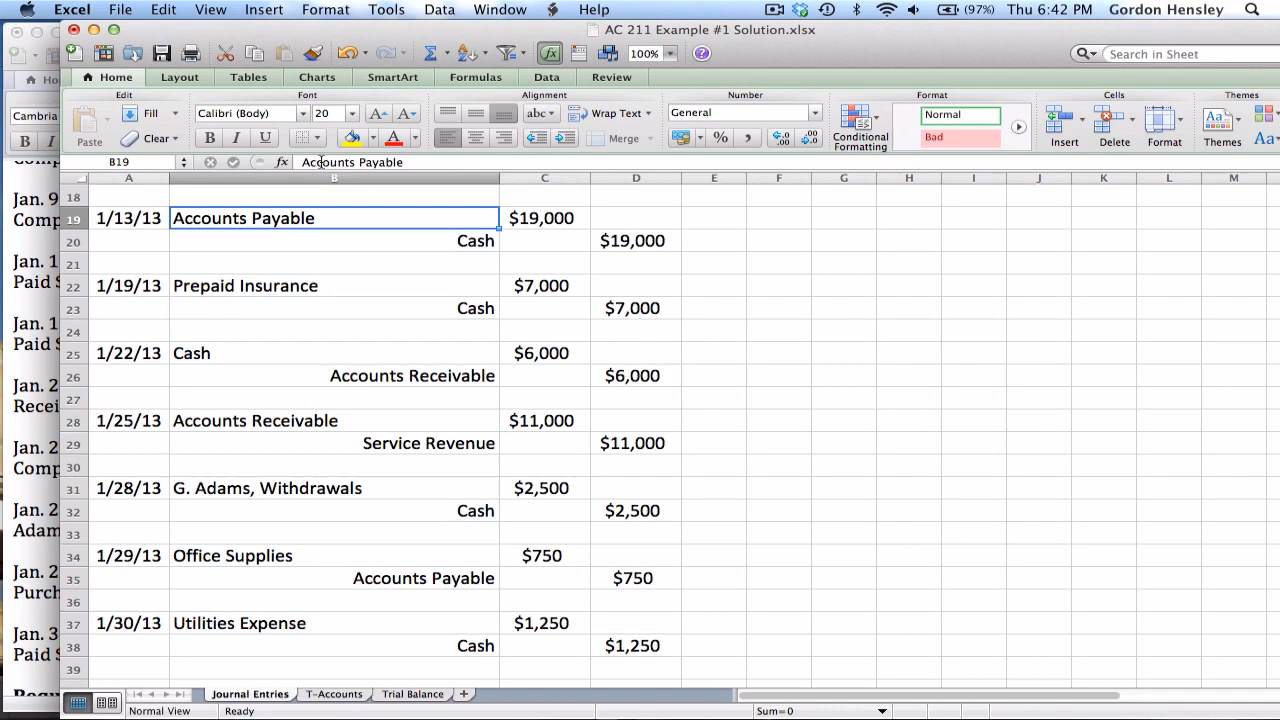 Excel File Edit View Insert Format Tools Data Window Help (97%) Thu 6:42 PM Gordon Hensley
AC 211 Example #1 Solution.xlsx
100% Search in Sheet
Home Layout Tables Charts SmartArt Formulas Data Review
Edit Font Alignment Number Format Cells Themes
Cambria Paste Fill Calibri (Body) 20 abc Wrap Text General Normal
B I Clear B I U Merge % Conditional Formatting Bad Insert Delete Format Themes Aa
B19 fx Accounts Payable
A B C D E F G H I J K L M
18
19 1/13/13 Accounts Payable $19,000
20 Cash $19,000
21
22 1/19/13 Prepaid Insurance $7,000
23 Cash $7,000
24
25 1/22/13 Cash $6,000
26 Accounts Receivable $6,000
27
28 1/25/13 Accounts Receivable $11,000
29 Service Revenue $11,000
30
31 1/28/13 G. Adams, Withdrawals $2,500
32 Cash $2,500
33
34 1/29/13 Office Supplies $750
35 Accounts Payable $750
36
37 1/30/13 Utilities Expense $1,250
38 Cash $1,250
39
Jan. 9
Comp
Jan. 1
Paid S
Jan. 1
Paid S
Jan. 2
Recei
Jan. 2
Comp
Jan. 2
Adam
Jan. 2
Purch
Jan. 3
Paid S
Journal Entries T-Accounts Trial Balance +
Normal View Ready Sum=0